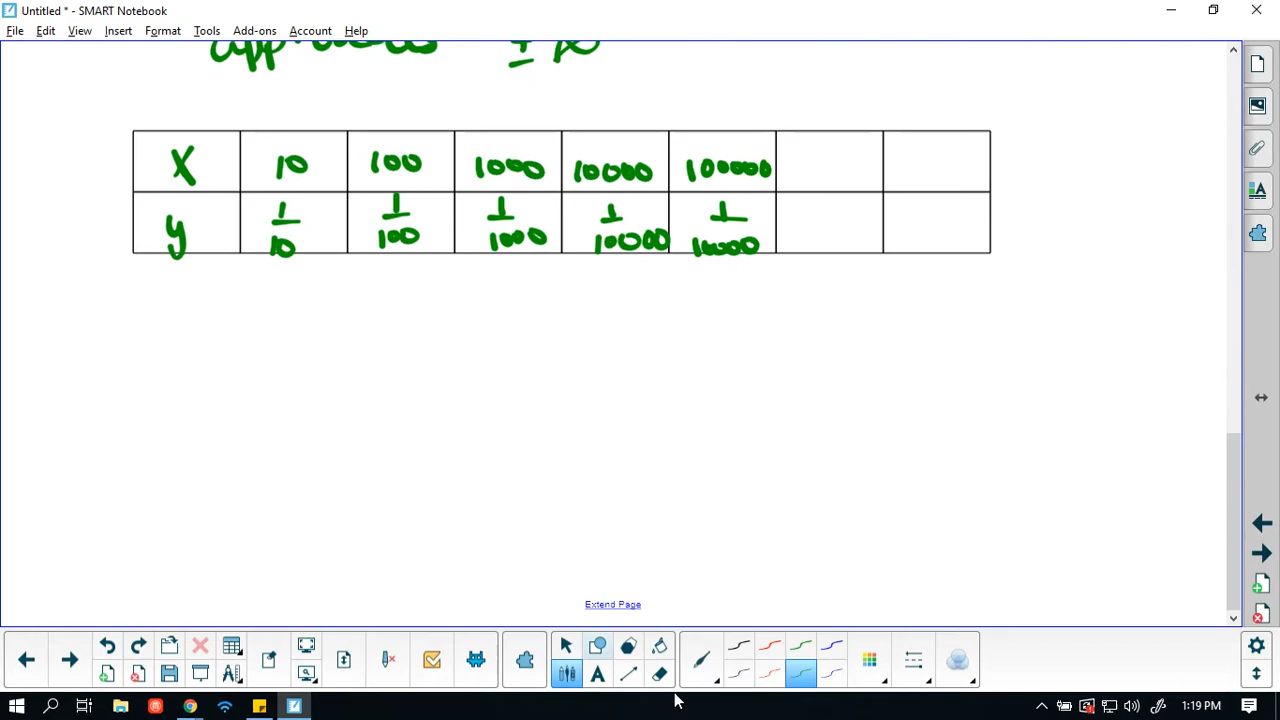 Untitled * - SMART Notebook
File Edit View Insert Format Tools Add-ons Account Help
±
X 10 100 1000 10000 100000
y 1/10 1/100 1/1000 1/10000 1/10000
Extend Page
A
1:19 PM